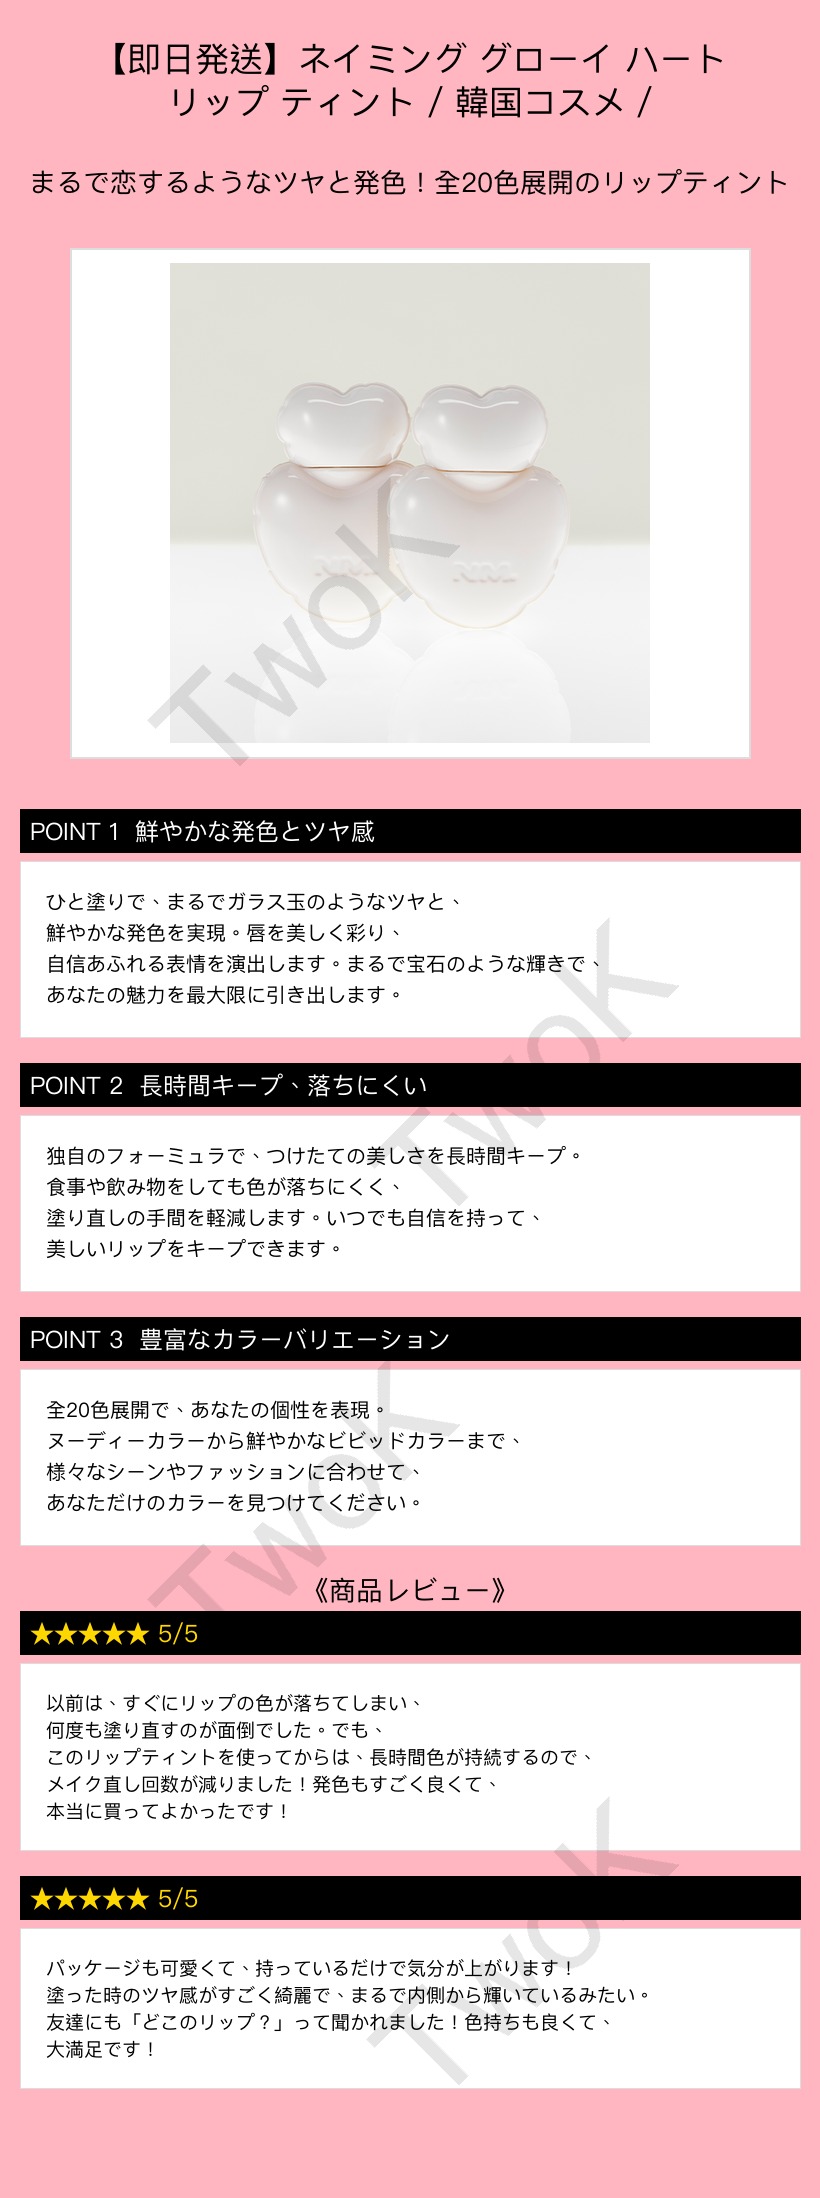 【即日発送】ネイミング グローイ ハート
リップ ティント / 韓国コスメ /
まるで恋するようなツヤと発色！全20色展開のリップティント
NM
NM
TwoK
POINT 1 鮮やかな発色とツヤ感
ひと塗りで、まるでガラス玉のようなツヤと、
鮮やかな発色を実現。唇を美しく彩り、
自信あふれる表情を演出します。まるで宝石のような輝きで、
あなたの魅力を最大限に引き出します。
TwoK
POINT 2 長時間キープ、落ちにくい
独自のフォーミュラで、つけたての美しさを長時間キープ。
食事や飲み物をしても色が落ちにくく、
塗り直しの手間を軽減します。いつでも自信を持って、
美しいリップをキープできます。
POINT 3 豊富なカラーバリエーション
全20色展開で、あなたの個性を表現。
ヌーディーカラーから鮮やかなビビッドカラーまで、
様々なシーンやファッションに合わせて、
あなただけのカラーを見つけてください。
TwoK
《商品レビュー》
★★★★★ 5/5
以前は、すぐにリップの色が落ちてしまい、
何度も塗り直すのが面倒でした。でも、
このリップティントを使ってからは、長時間色が持続するので、
メイク直し回数が減りました！発色もすごく良くて、
本当に買ってよかったです！
★★★★★ 5/5
パッケージも可愛くて、持っているだけで気分が上がります！
塗った時のツヤ感がすごく綺麗で、まるで内側から輝いているみたい。
友達にも「どこのリップ？」って聞かれました！色持ちも良くて、
大満足です！
TwoK